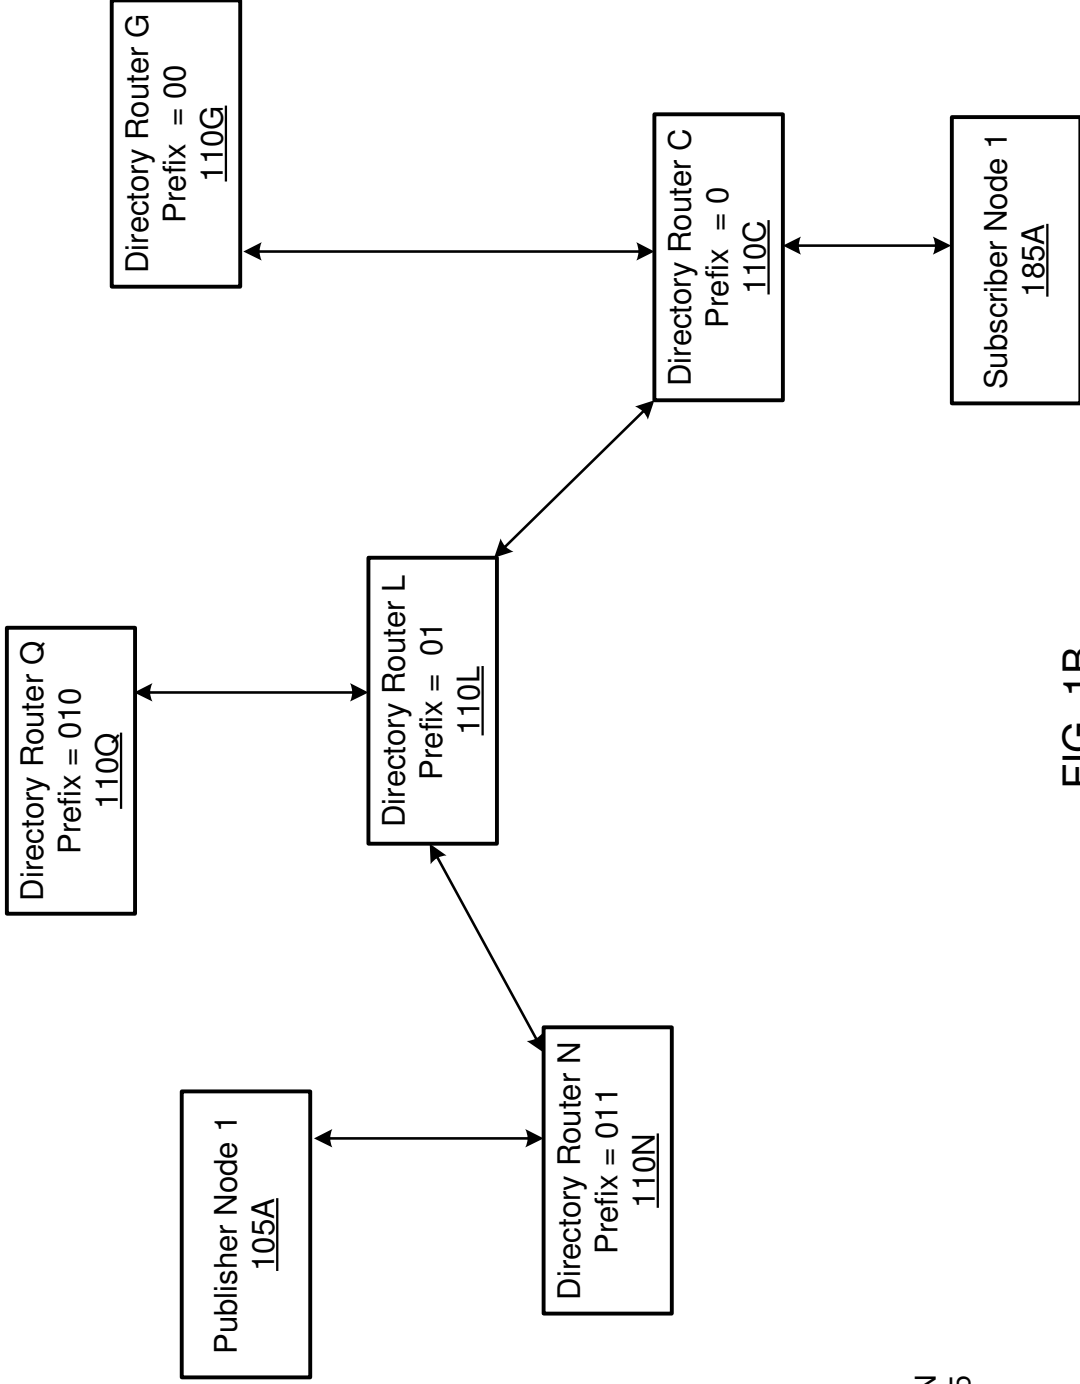 Directory Router Q
Prefix = 010
110Q
Directory Router G
Prefix = 00
110G
Publisher Node 1
105A
Directory Router L
Prefix = 01
110L
Directory Router N
Prefix = 011
110N
Directory Router C
Prefix = 0
110C
Subscriber Node 1
185A
FIG. 1B